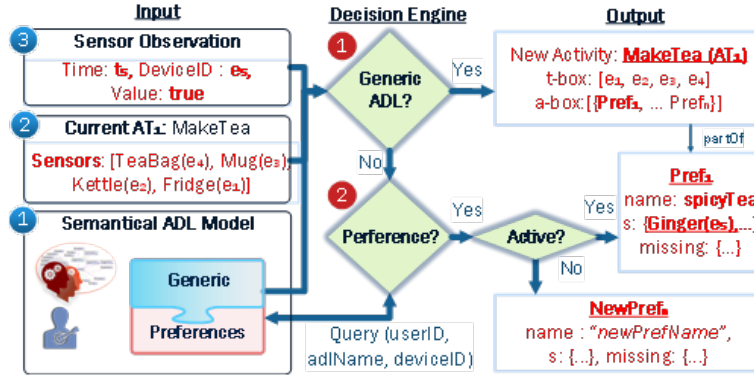 Input
Decision Engine
Output
3
Sensor Observation
Time: t₅, DeviceID : e₅,
Value: true
2
Current AT₁: MakeTea
Sensors: [TeaBag(e₄), Mug(e₃),
Kettle(e₂), Fridge(e₁)]
1
Semantical ADL Model
Generic
Preferences
1
Generic
ADL?
Yes
No
2
Perference?
Yes
Active?
Yes
No
Query (userID,
adlName, deviceID)
New Activity: MakeTea (AT₁)
t-box: [e₁, e₂, e₃, e₄]
a-box:[{Pref₁, ... Prefₙ}]
partOf
Pref₁
name: spicyTea
s: {Ginger(e₅),...}
missing: {...}
NewPrefₙ
name : “newPrefName”,
s: {...}, missing: {...}